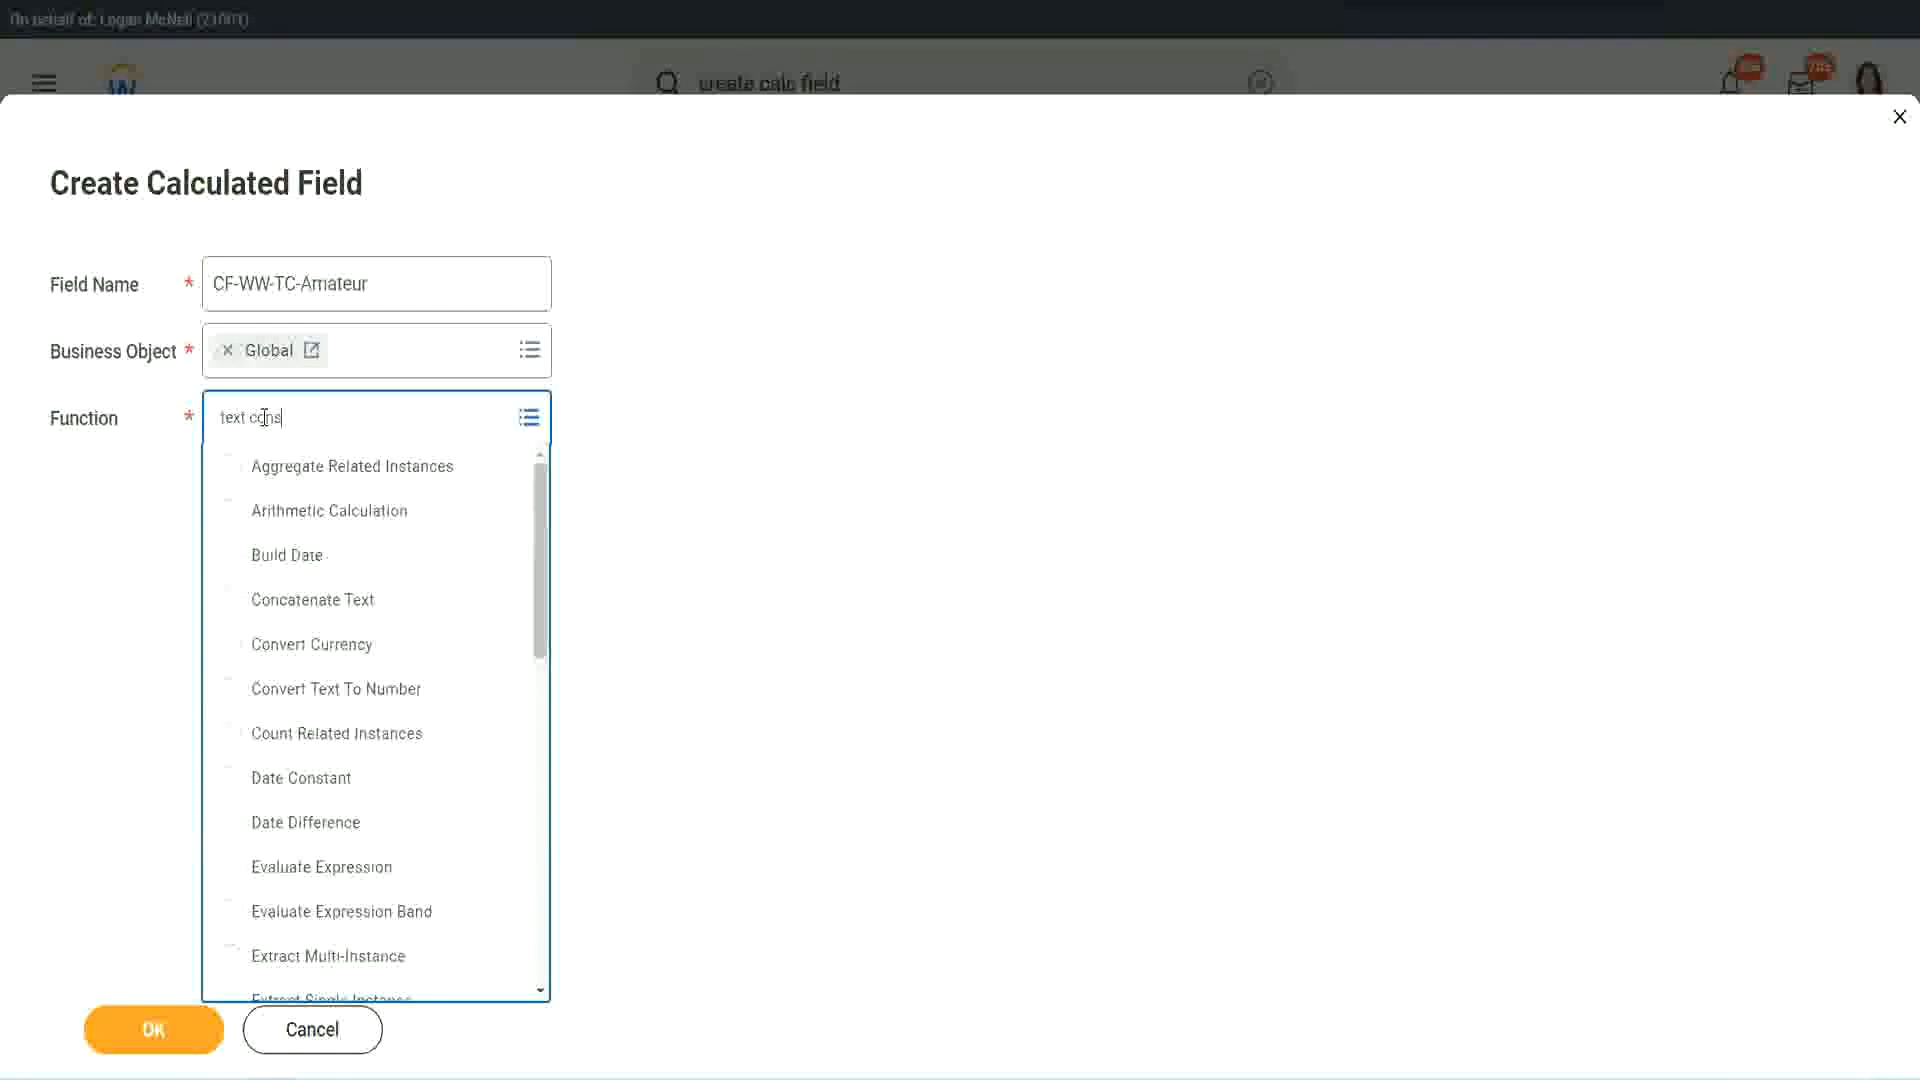 On behalf of: Logan McNeil (21001)
create calc field
Create Calculated Field
Field Name *
CF-WW-TC-Amateur
Business Object *
Global
Function *
text cons
Aggregate Related Instances
Arithmetic Calculation
Build Date
Concatenate Text
Convert Currency
Convert Text To Number
Count Related Instances
Date Constant
Date Difference
Evaluate Expression
Evaluate Expression Band
Extract Multi-Instance
Extract Single Instance
OK
Cancel